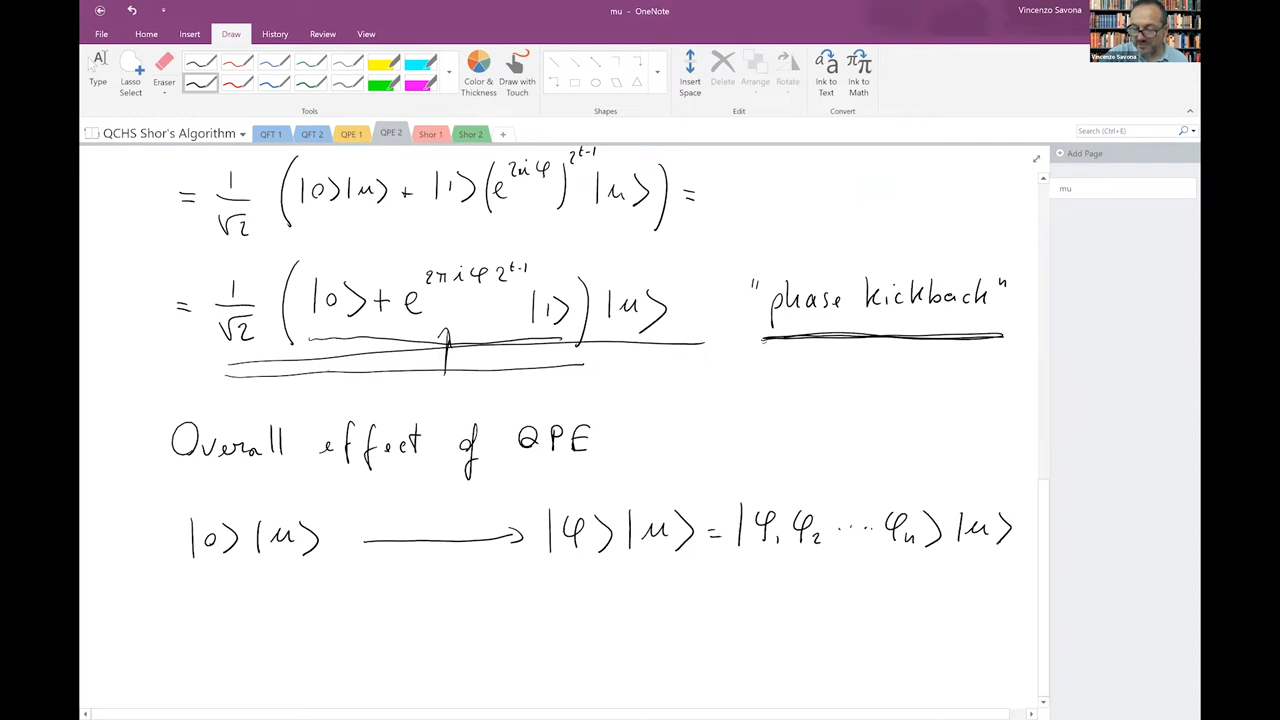 mu - OneNote
Vincenzo Savona
File Home Insert Draw History Review View
Type Lasso Select Eraser Color & Thickness Draw with Touch Insert Space Delete Arrange Rotate Ink to Text Ink to Math
Tools Shapes Edit Convert
QCHS Shor's Algorithm QFT 1 QFT 2 QPE 1 QPE 2 Shor 1 Shor 2 + Search (Ctrl+E)
Vincenzo Savona
Add Page
mu
= 1/√2 (|0⟩|u⟩ + |1⟩(e^{2πiφ})^{2^{t-1}} |u⟩) =
= 1/√2 (|0⟩ + e^{2πiφ2^{t-1}} |1⟩) |u⟩ "phase kickback"
Overall effect of QPE
|0⟩|u⟩ ⟶ |φ⟩|u⟩ = |φ₁φ₂ ···· φₙ⟩|u⟩